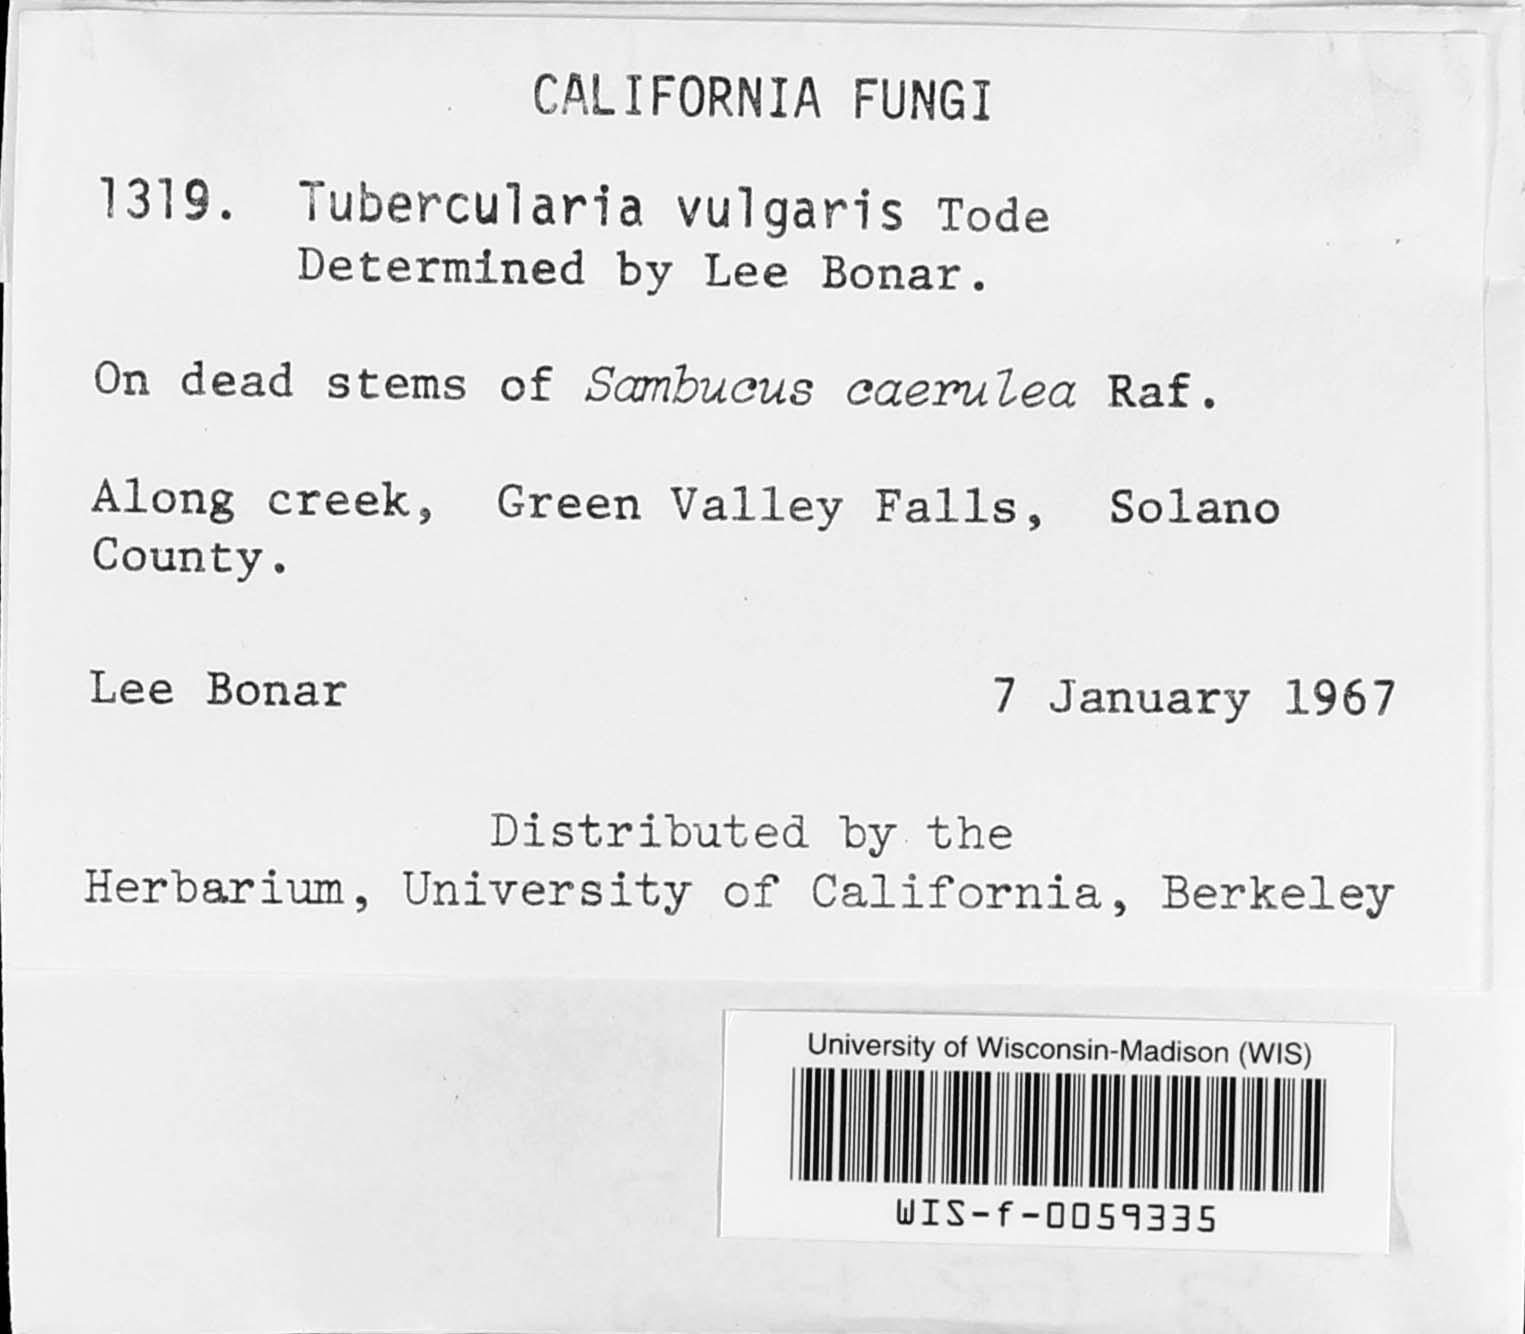 CALIFORNIA FUNGI
1319. Tubercularia vulgaris Tode
Determined by Lee Bonar.
On dead stems of Sambucus caerulea Raf.
Along creek, Green Valley Falls, Solano
County.
Lee Bonar 7 January 1967
Distributed by the
Herbarium, University of California, Berkeley
University of Wisconsin-Madison (WIS)
WIS-f-0059335